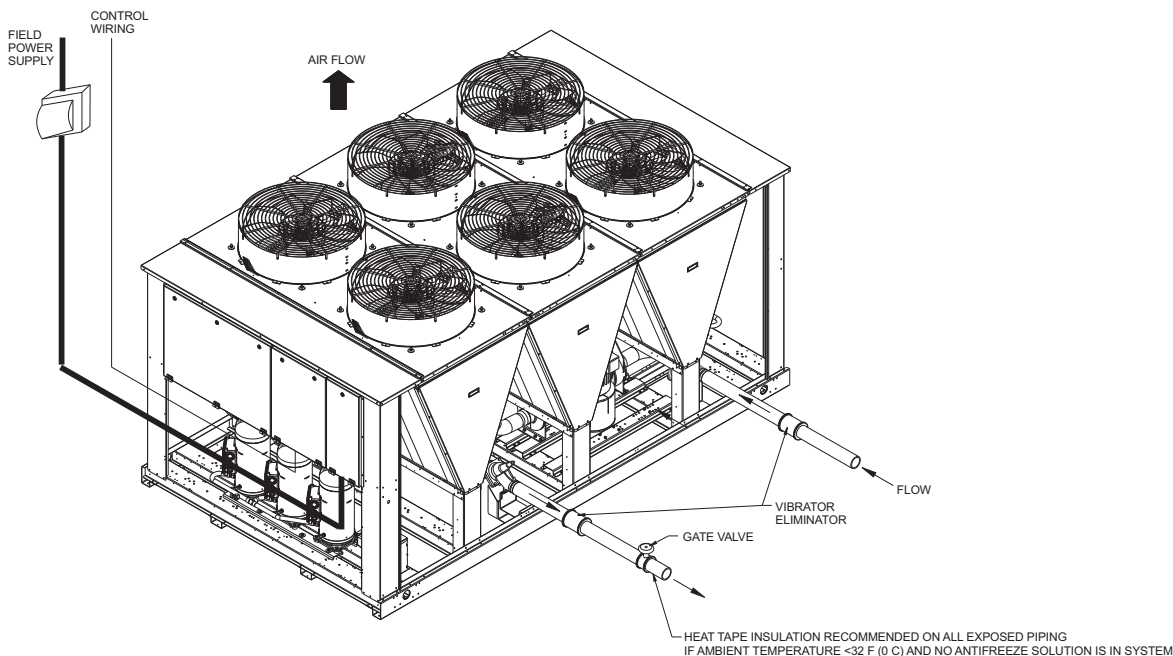 FIELD
POWER
SUPPLY
CONTROL
WIRING
AIR FLOW
FLOW
VIBRATOR
ELIMINATOR
GATE VALVE
HEAT TAPE INSULATION RECOMMENDED ON ALL EXPOSED PIPING
IF AMBIENT TEMPERATURE <32 F (0 C) AND NO ANTIFREEZE SOLUTION IS IN SYSTEM